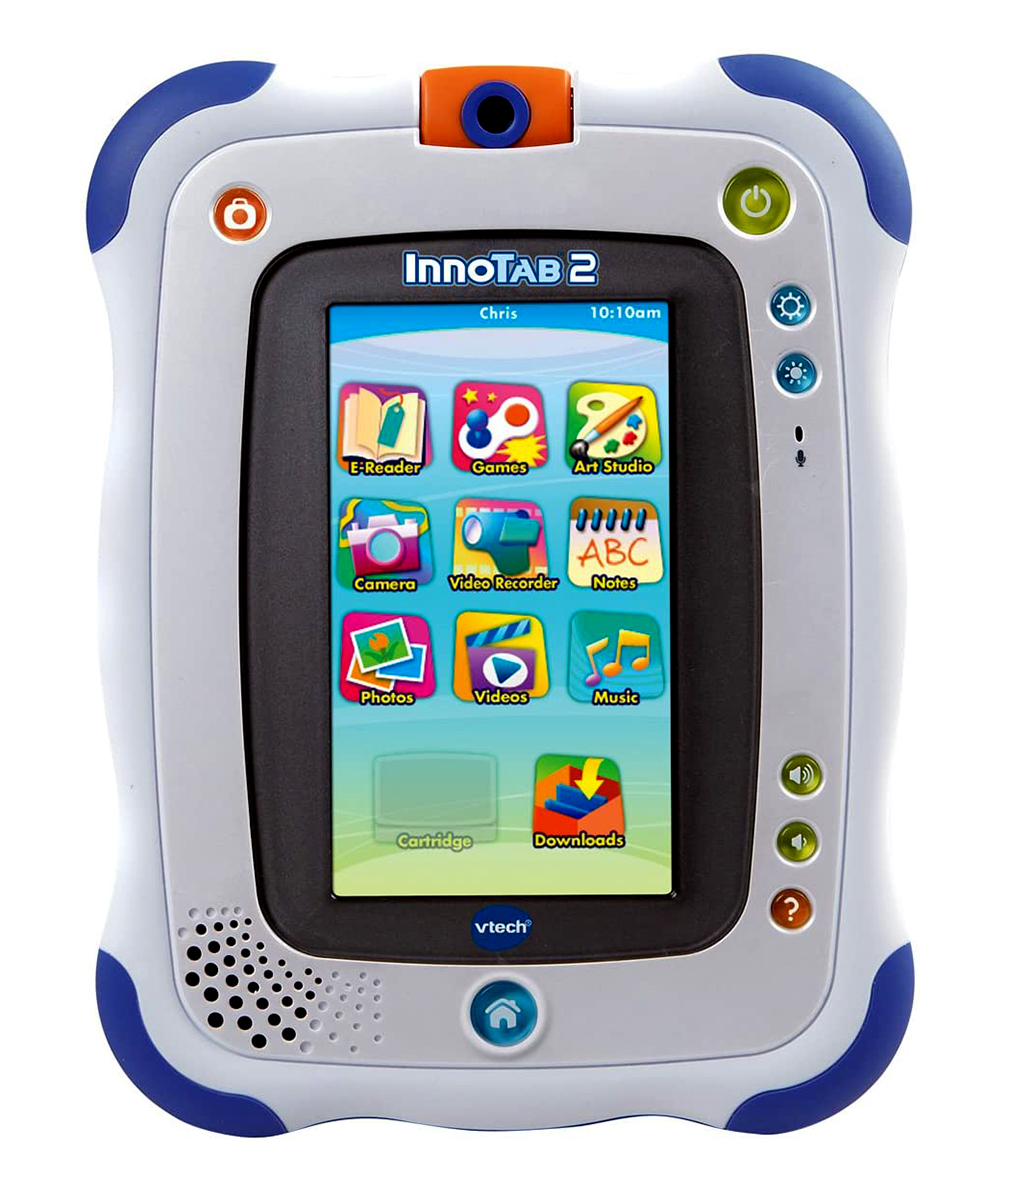 InnoTab 2
Chris 10:10am
E-Reader Games Art Studio
ABC
Camera Video Recorder Notes
Photos Videos Music
Cartridge Downloads
vtech®
?